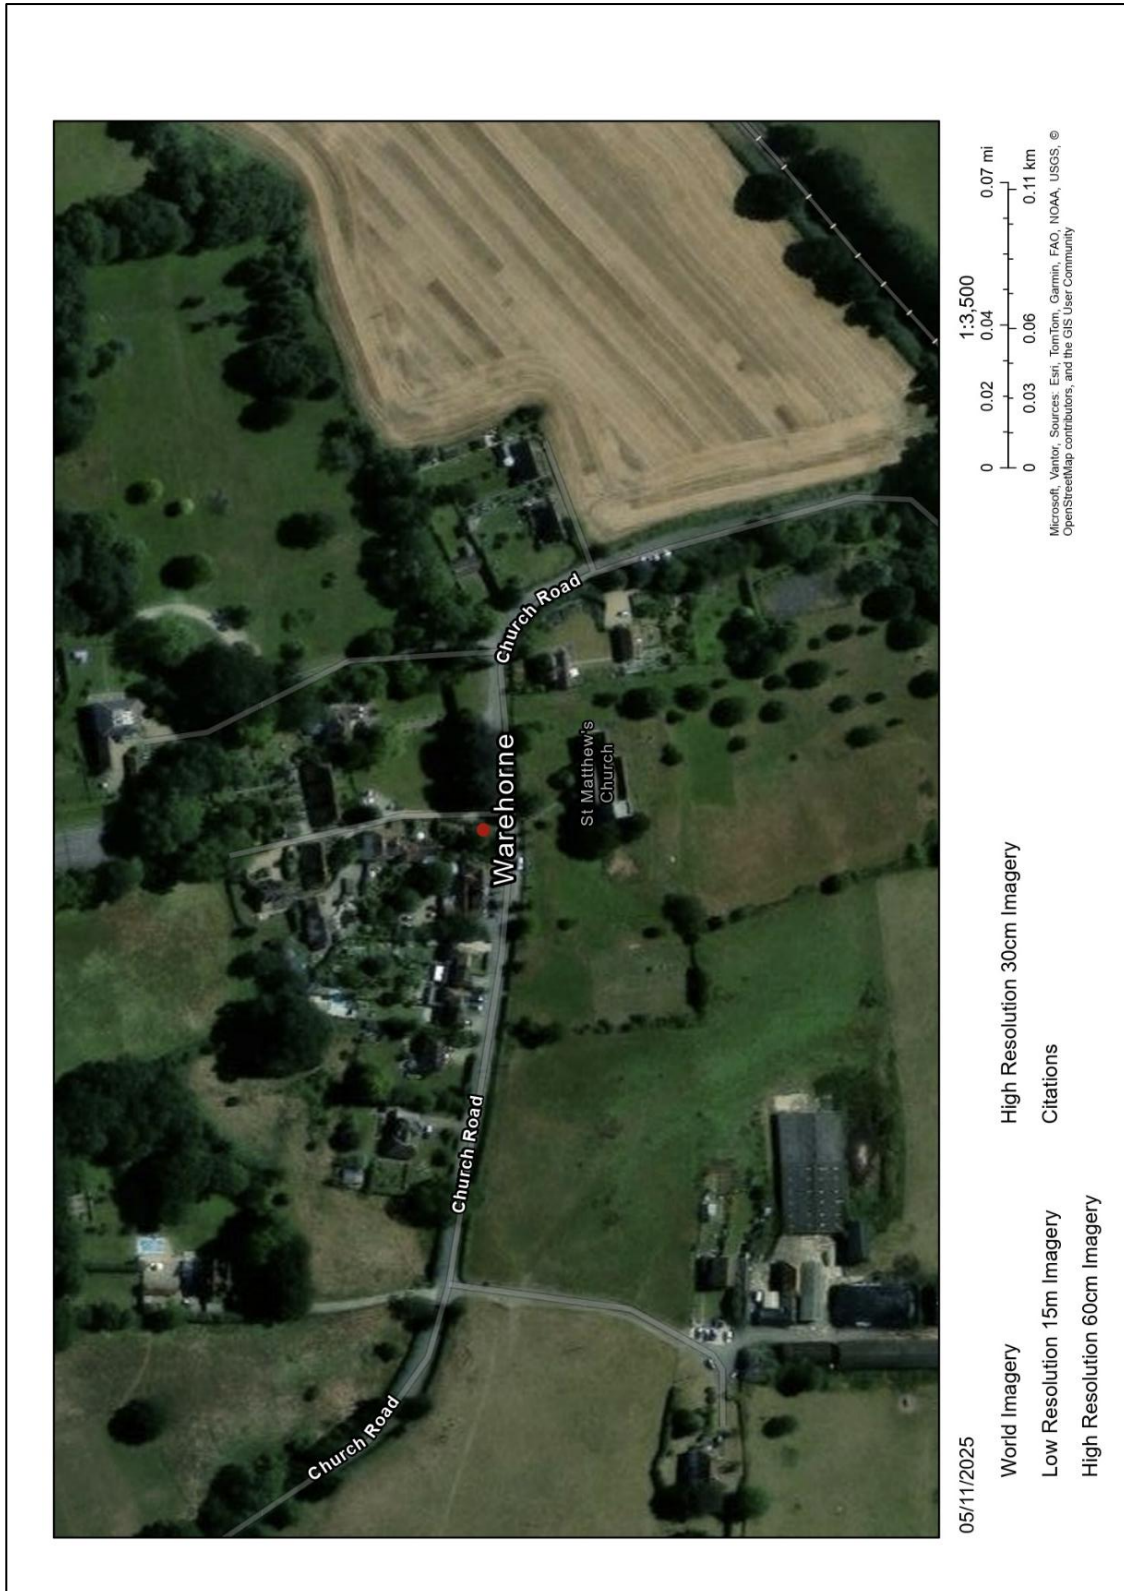 Church Road
Church Road
Warehorne
Church Road
St Matthew's
Church
05/11/2025
World Imagery
Low Resolution 15m Imagery
High Resolution 60cm Imagery
High Resolution 30cm Imagery
Citations
1:3,500
0 0.02 0.04 0.07 mi
0 0.03 0.06 0.11 km
Microsoft, Vantor, Sources: Esri, TomTom, Garmin, FAO, NOAA, USGS, ©
OpenStreetMap contributors, and the GIS User Community